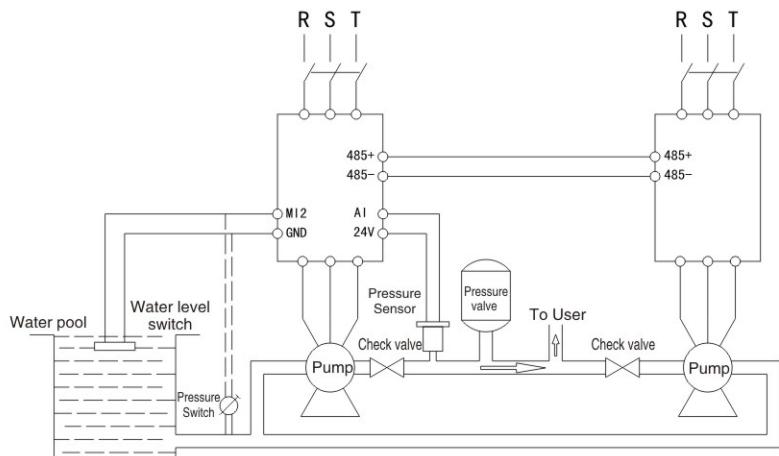 R S T
R S T
485+
485-
485+
485-
MI2
GND
AI
24V
Water pool
Water level
switch
Pressure
Sensor
Pressure
valve
To User
Check valve
Check valve
Pump
Pump
Pressure
Switch